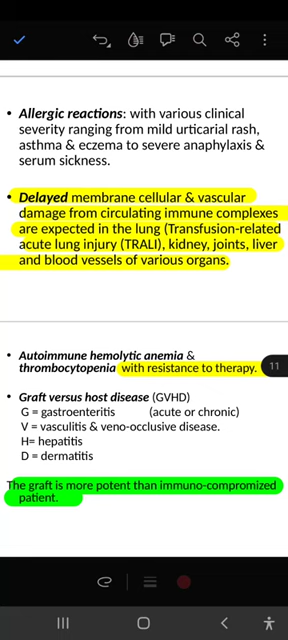 • Allergic reactions: with various clinical
severity ranging from mild urticarial rash,
asthma & eczema to severe anaphylaxis &
serum sickness.
• Delayed membrane cellular & vascular
damage from circulating immune complexes
are expected in the lung (Transfusion-related
acute lung injury (TRALI), kidney, joints, liver
and blood vessels of various organs.
• Autoimmune hemolytic anemia &
thrombocytopenia with resistance to therapy.
11
• Graft versus host disease (GVHD)
G = gastroenteritis (acute or chronic)
V = vasculitis & veno-occlusive disease.
H= hepatitis
D = dermatitis
The graft is more potent than immuno-compromized
patient.